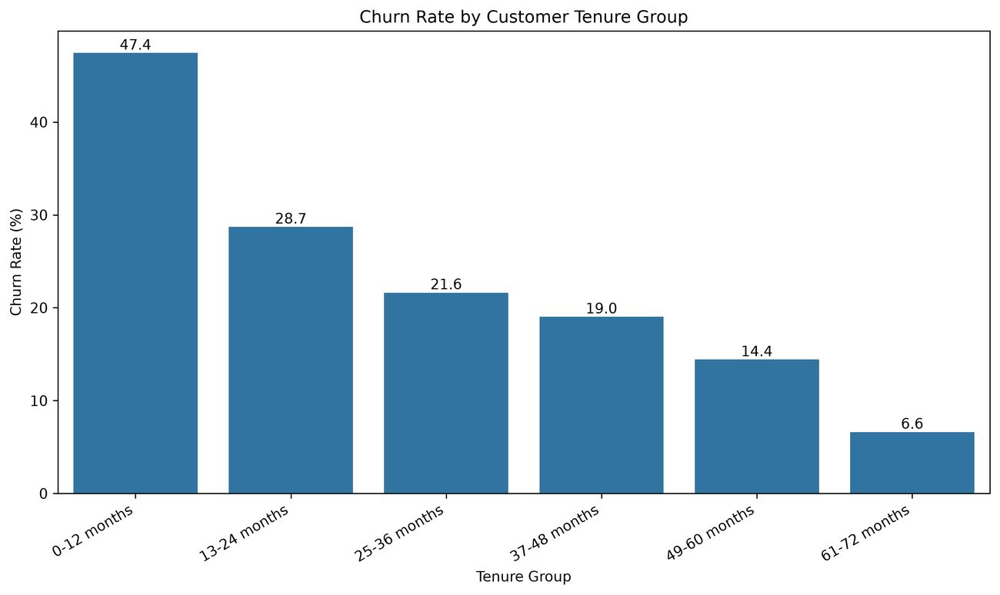 Churn Rate by Customer Tenure Group
47.4
28.7
21.6
19.0
14.4
6.6
40
30
20
10
0
Churn Rate (%)
0-12 months
13-24 months
25-36 months
37-48 months
49-60 months
61-72 months
Tenure Group